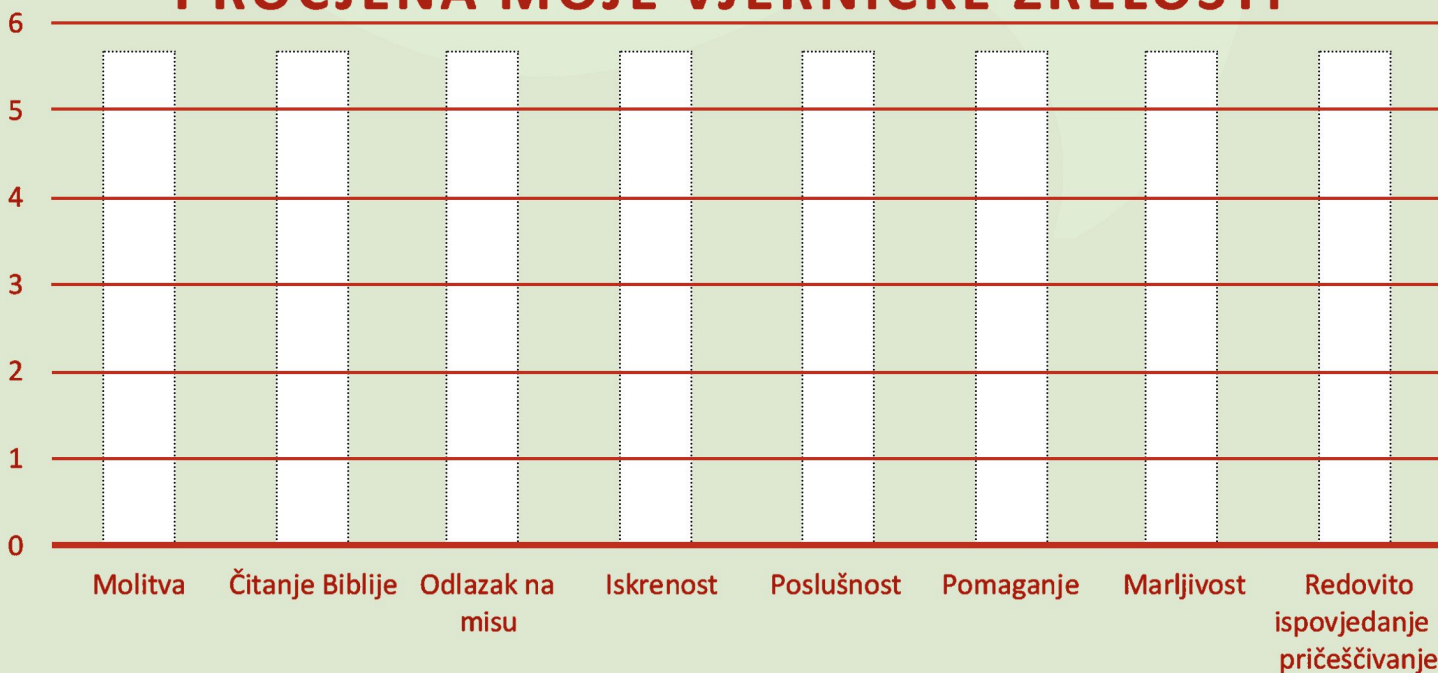 PROCJENA MOJE VJERNIČKE ZRELOSTI
6
5
4
3
2
1
0
Molitva
Čitanje Biblije
Odlazak na
misu
Iskrenost
Poslušnost
Pomaganje
Marljivost
Redovito
ispovjedanje
pričeščivanje